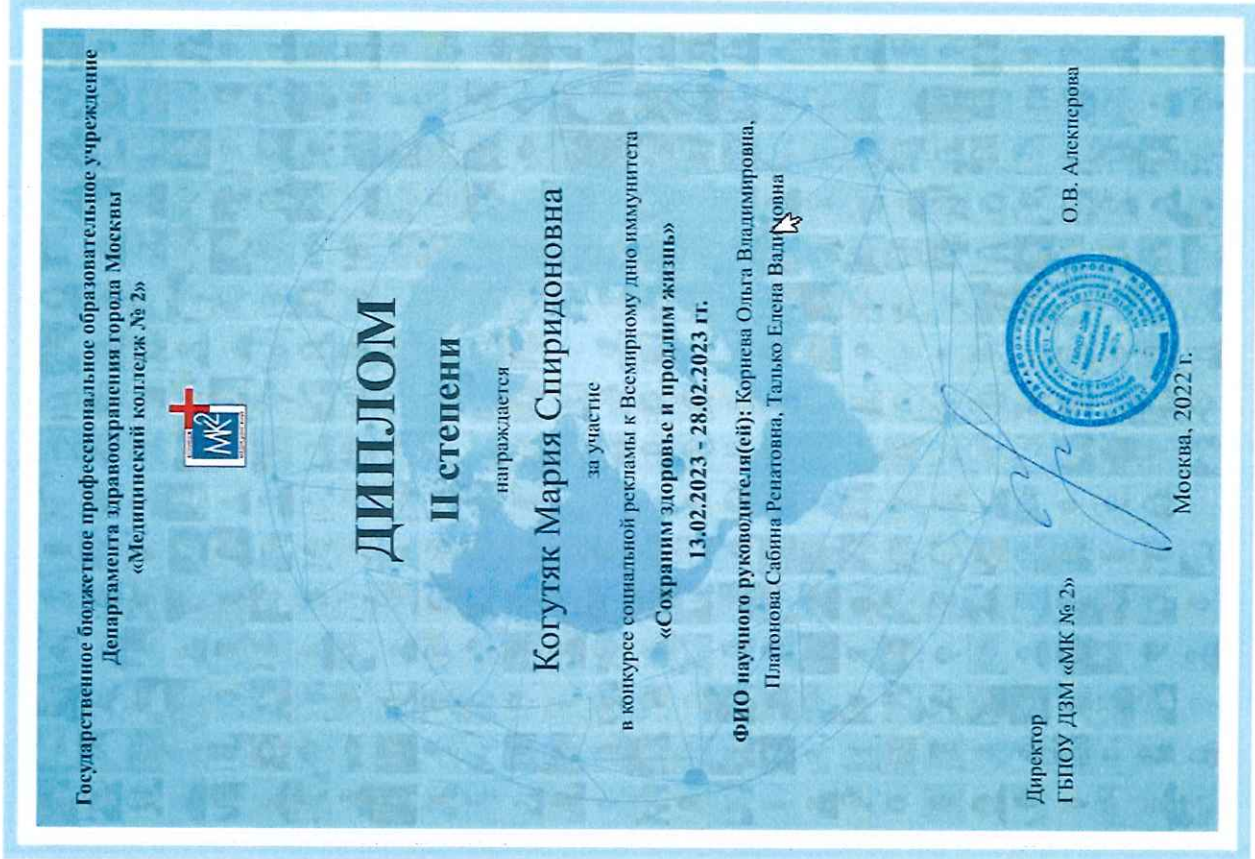 Государственное бюджетное профессиональное образовательное учреждение
Департамента здравоохранения города Москвы
«Медицинский колледж № 2»
МК2
ДИПЛОМ
II степени
награждается
Когутяк Мария Спиридоновна
за участие
в конкурсе социальной рекламы к Всемирному дню иммунитета
«Сохраним здоровье и продлим жизнь»
13.02.2023 - 28.02.2023 гг.
ФИО научного руководителя(ей): Корнева Ольга Владимировна,
Платонова Сабина Ренатовна, Талько Елена
Директор
ГБПОУ ДЗМ «МК № 2»
О.В. Алекперова
Москва, 2022 г.